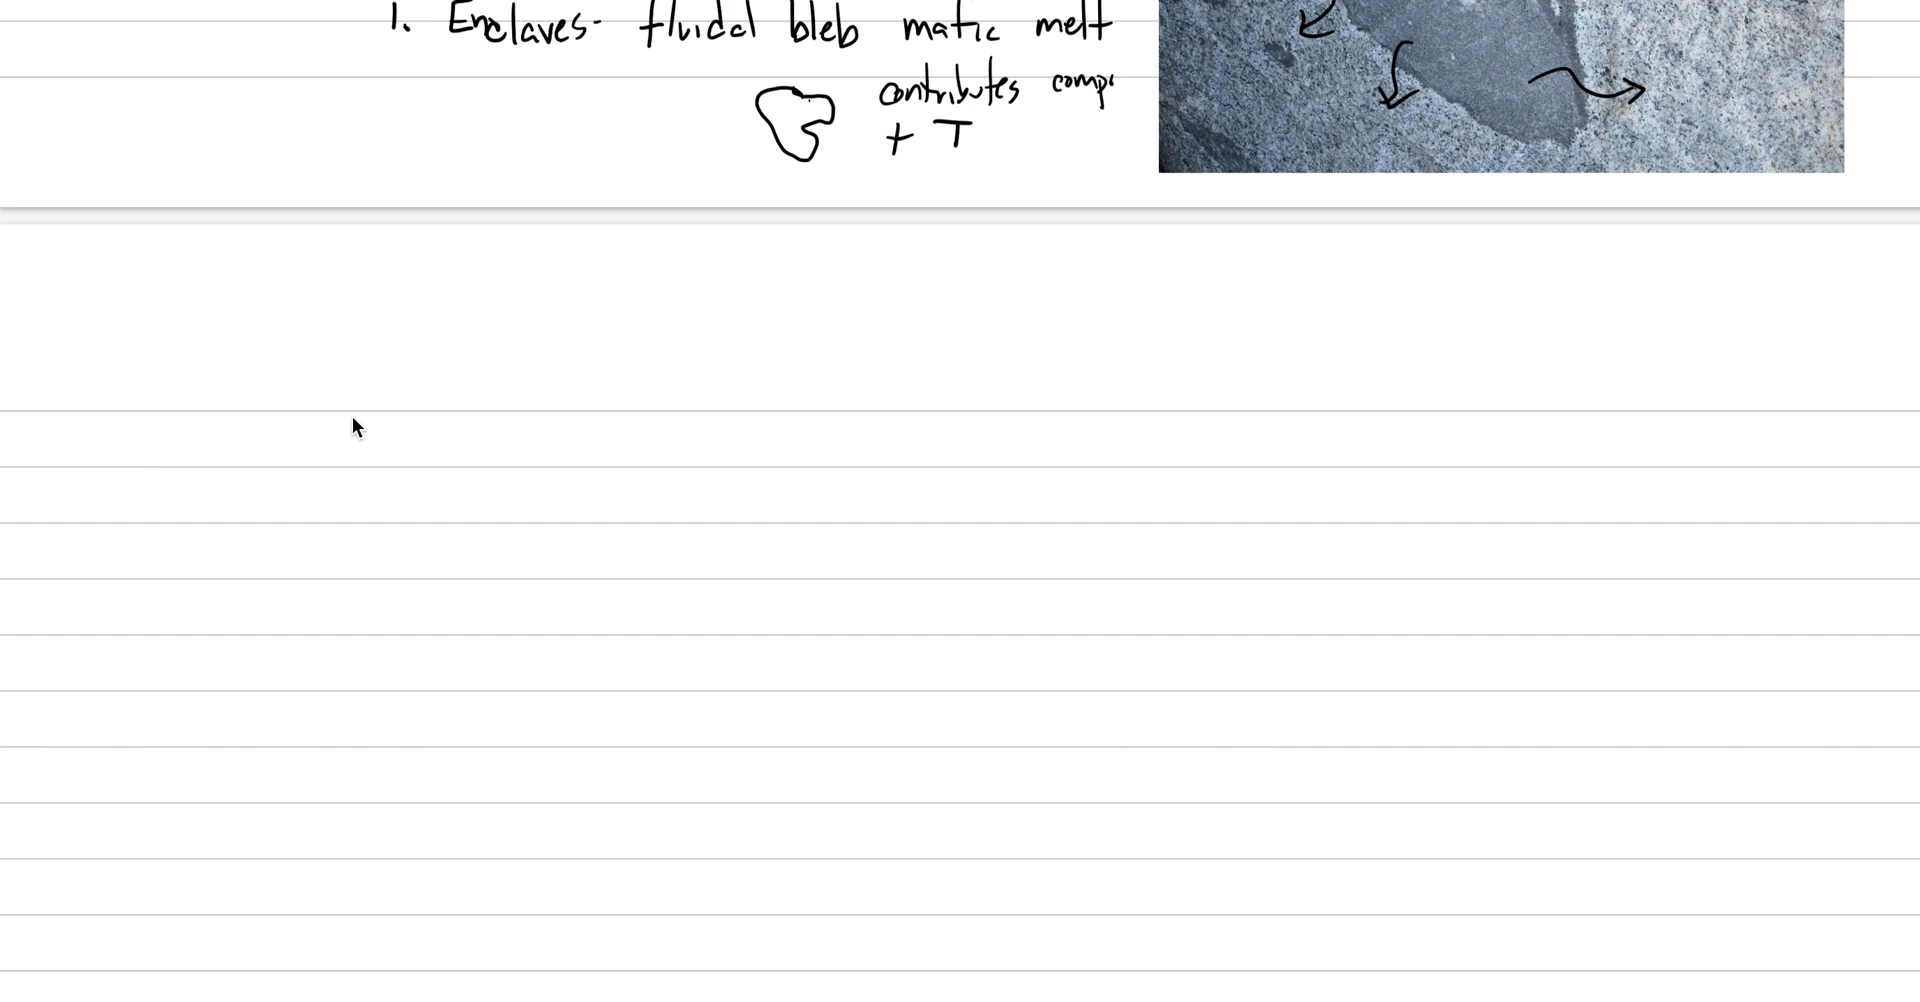 1. Enclaves- fluidal bleb mafic melt
contributes comp.
+ T